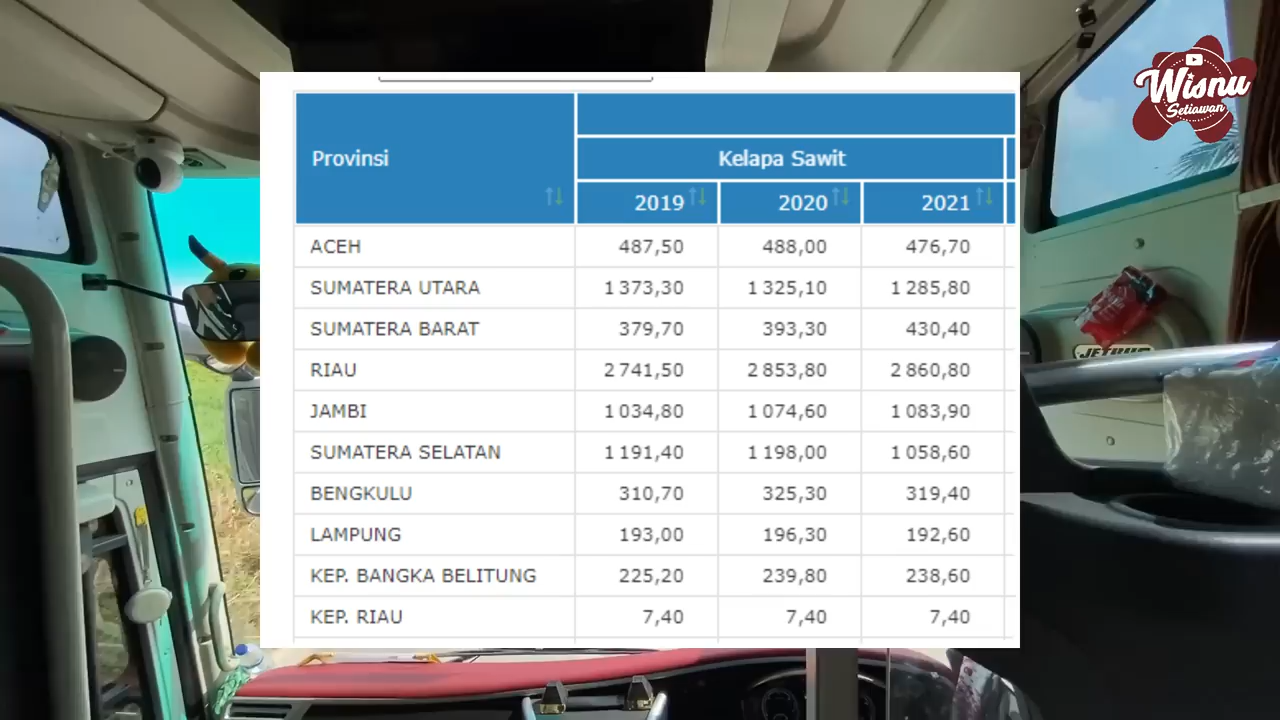 Wisnu
Setiawan
Provinsi
Kelapa Sawit
2019 2020 2021
ACEH 487,50 488,00 476,70
SUMATERA UTARA 1 373,30 1 325,10 1 285,80
SUMATERA BARAT 379,70 393,30 430,40
RIAU 2 741,50 2 853,80 2 860,80
JAMBI 1 034,80 1 074,60 1 083,90
SUMATERA SELATAN 1 191,40 1 198,00 1 058,60
BENGKULU 310,70 325,30 319,40
LAMPUNG 193,00 196,30 192,60
KEP. BANGKA BELITUNG 225,20 239,80 238,60
KEP. RIAU 7,40 7,40 7,40
JETBUS